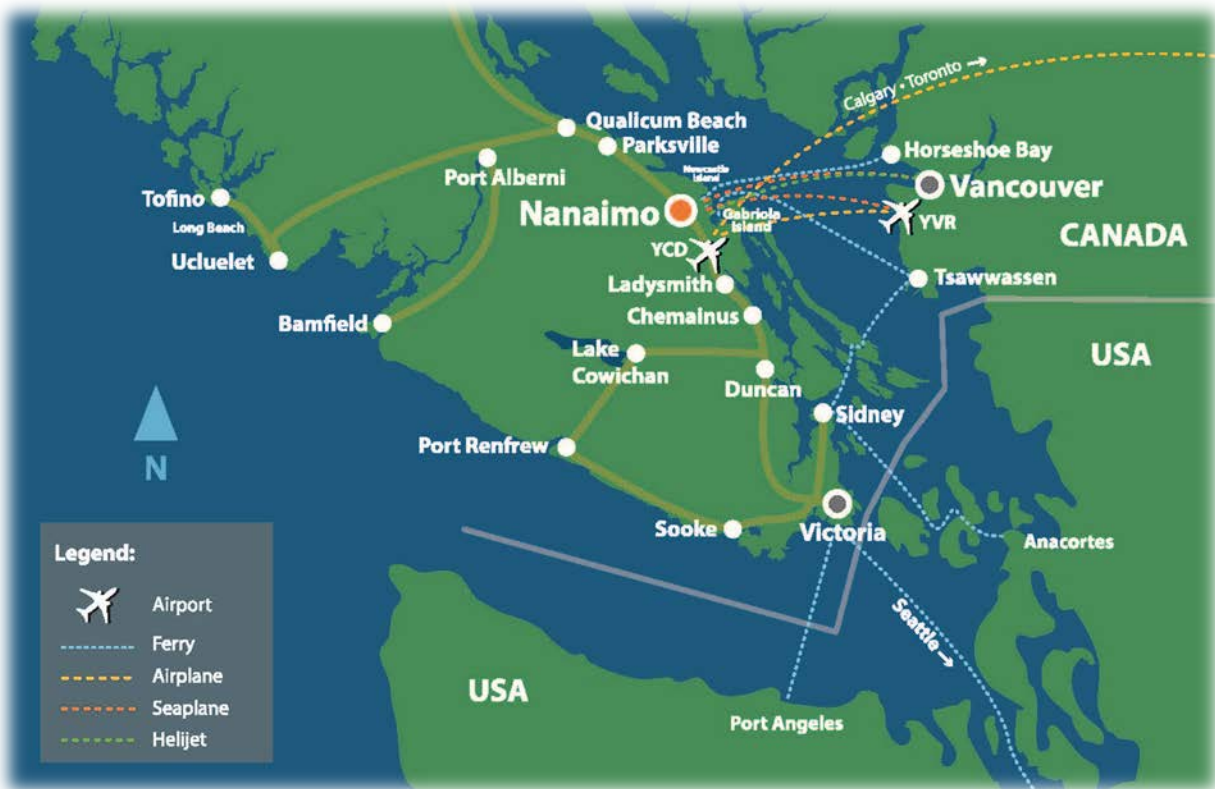 Calgary • Toronto →
Qualicum Beach
Parksville
Horseshoe Bay
Port Alberni
Newcastle
Island
Vancouver
Tofino
Nanaimo
Gabriola
Island
YVR
Long Beach
CANADA
YCD
Ucluelet
Ladysmith
Tsawwassen
Chemainus
Bamfield
Lake
Cowichan
USA
Duncan
Sidney
Port Renfrew
N
Sooke
Victoria
Anacortes
Legend:
Airport
Ferry
Airplane
Seaplane
Helijet
Seattle →
USA
Port Angeles